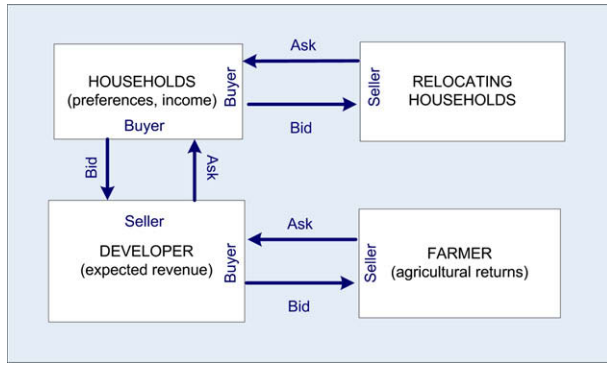 Ask
HOUSEHOLDS
(preferences, income)
Buyer
Buyer
Seller
RELOCATING
HOUSEHOLDS
Bid
Bid
Ask
Seller
DEVELOPER
(expected revenue)
Buyer
Ask
Seller
FARMER
(agricultural returns)
Bid